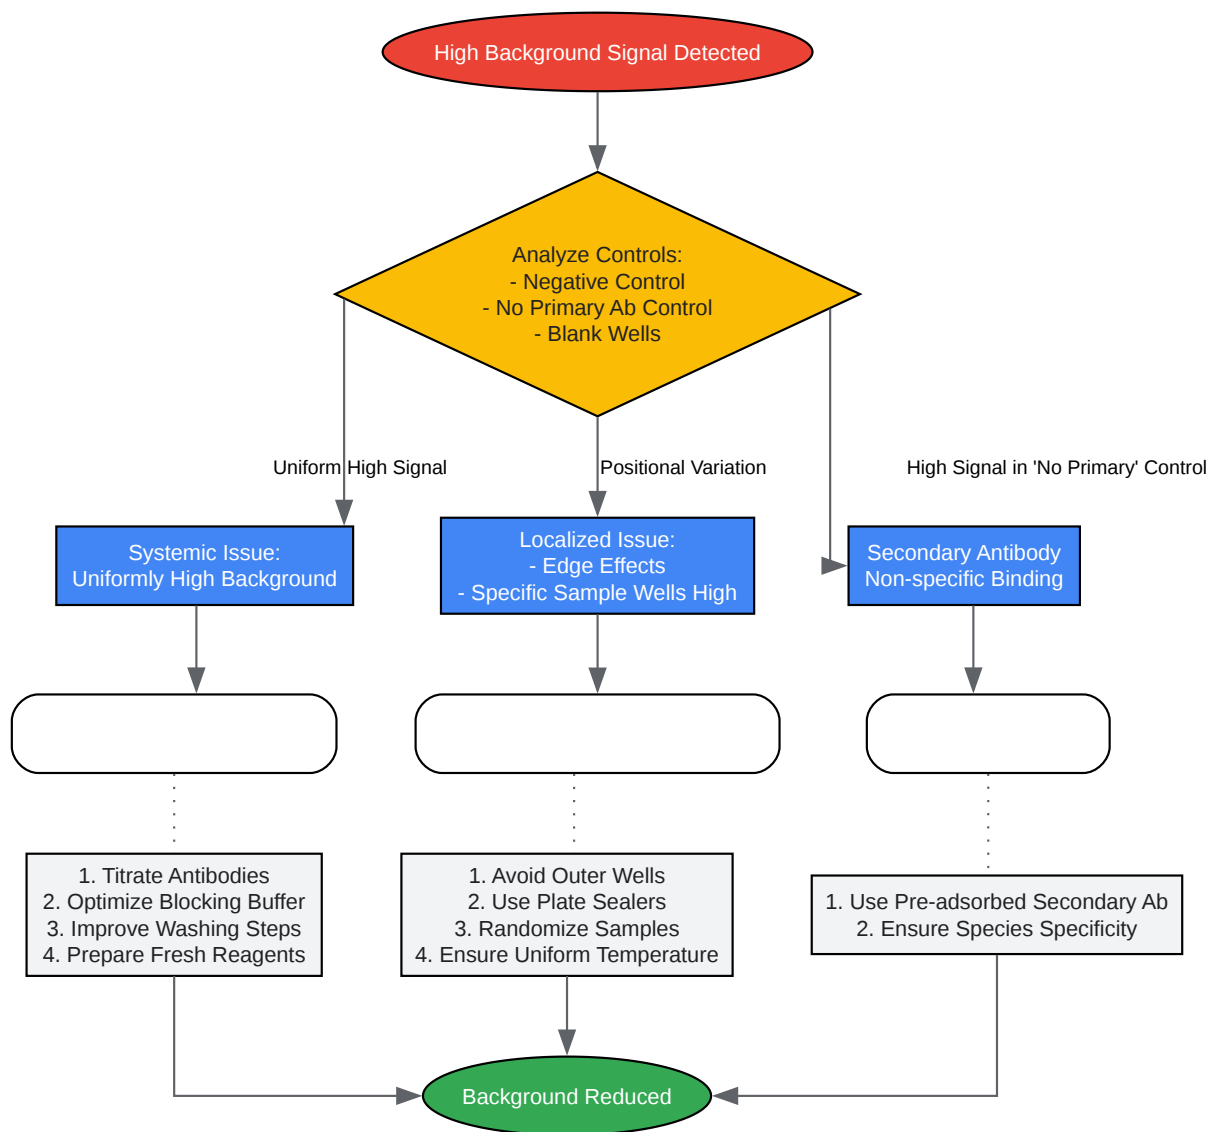 High Background Signal Detected
Analyze Controls:
- Negative Control
- No Primary Ab Control
- Blank Wells
Uniform High Signal
Positional Variation
High Signal in 'No Primary' Control
Systemic Issue:
Uniformly High Background
Localized Issue:
- Edge Effects
- Specific Sample Wells High
Secondary Antibody
Non-specific Binding
1. Titrate Antibodies
2. Optimize Blocking Buffer
3. Improve Washing Steps
4. Prepare Fresh Reagents
1. Avoid Outer Wells
2. Use Plate Sealers
3. Randomize Samples
4. Ensure Uniform Temperature
1. Use Pre-adsorbed Secondary Ab
2. Ensure Species Specificity
Background Reduced